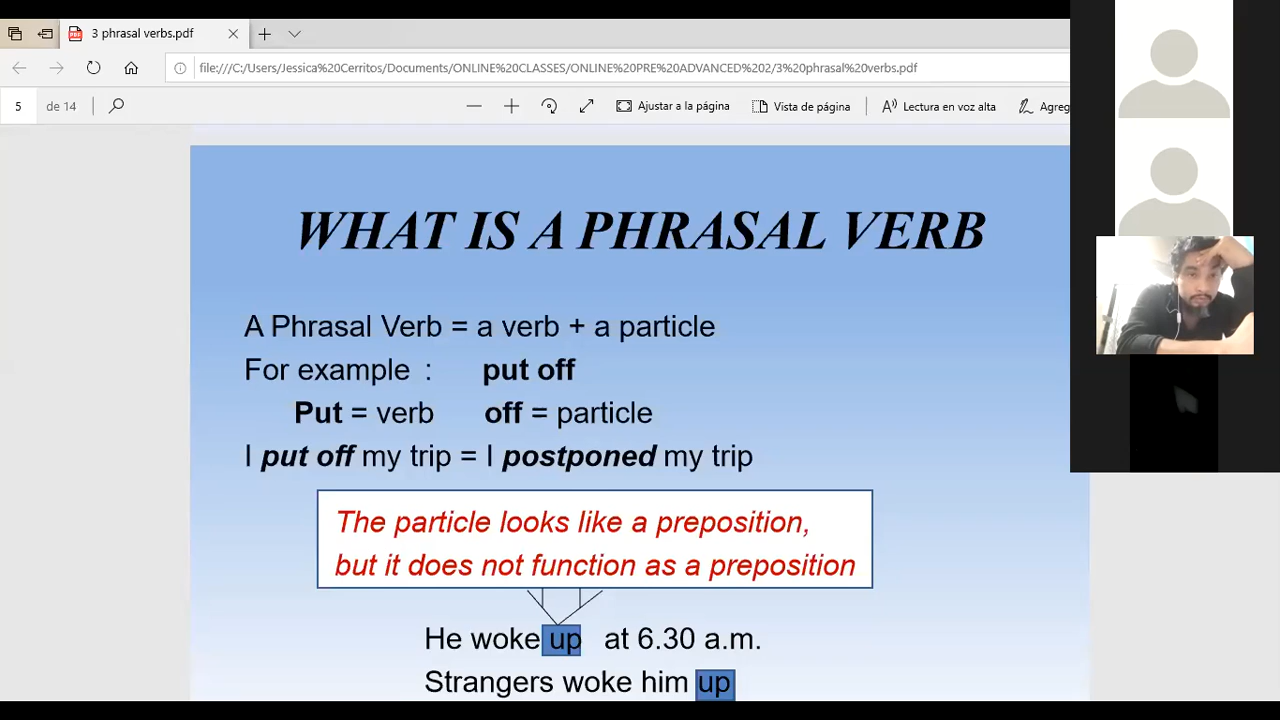 3 phrasal verbs.pdf
file:///C:/Users/Jessica%20Cerritos/Documents/ONLINE%20CLASSES/ONLINE%20PRE%20ADVANCED%202/3%20phrasal%20verbs.pdf
5 de 14 Ajustar a la página Vista de página Lectura en voz alta Agreg
WHAT IS A PHRASAL VERB
A Phrasal Verb = a verb + a particle
For example : put off
Put = verb off = particle
I put off my trip = I postponed my trip
The particle looks like a preposition,
but it does not function as a preposition
He woke up at 6.30 a.m.
Strangers woke him up